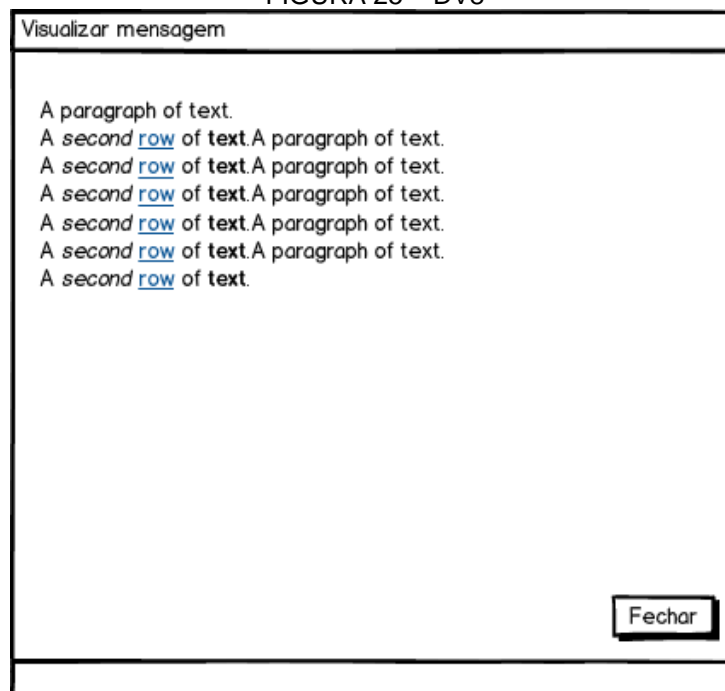 Visualizar mensagem
A paragraph of text.
A second row of text.A paragraph of text.
A second row of text.A paragraph of text.
A second row of text.A paragraph of text.
A second row of text.A paragraph of text.
A second row of text.A paragraph of text.
A second row of text.
Fechar